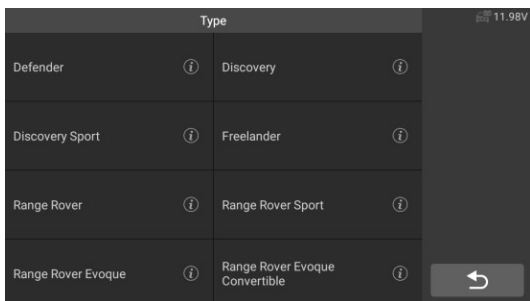 Type
11.98V
Defender
Discovery
Discovery Sport
Freelander
Range Rover
Range Rover Sport
Range Rover Evoque
Range Rover Evoque
Convertible